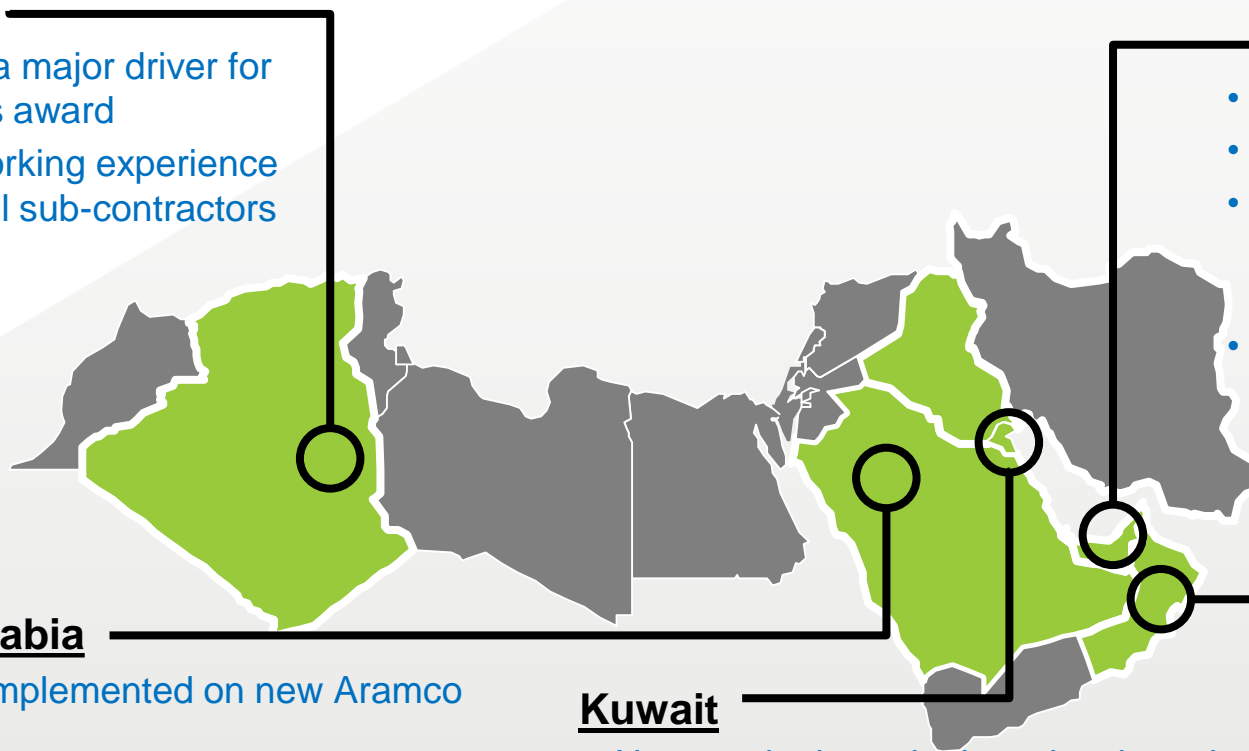 a major driver for
award
orking experience
sub-contractors
abia
mplemented on new Aramco
Kuwait